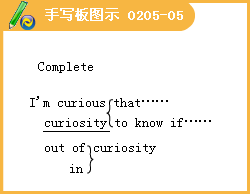 手写板图示 0205-05
Complete
I'm curious that······
curiosity to know if······
out of curiosity
in